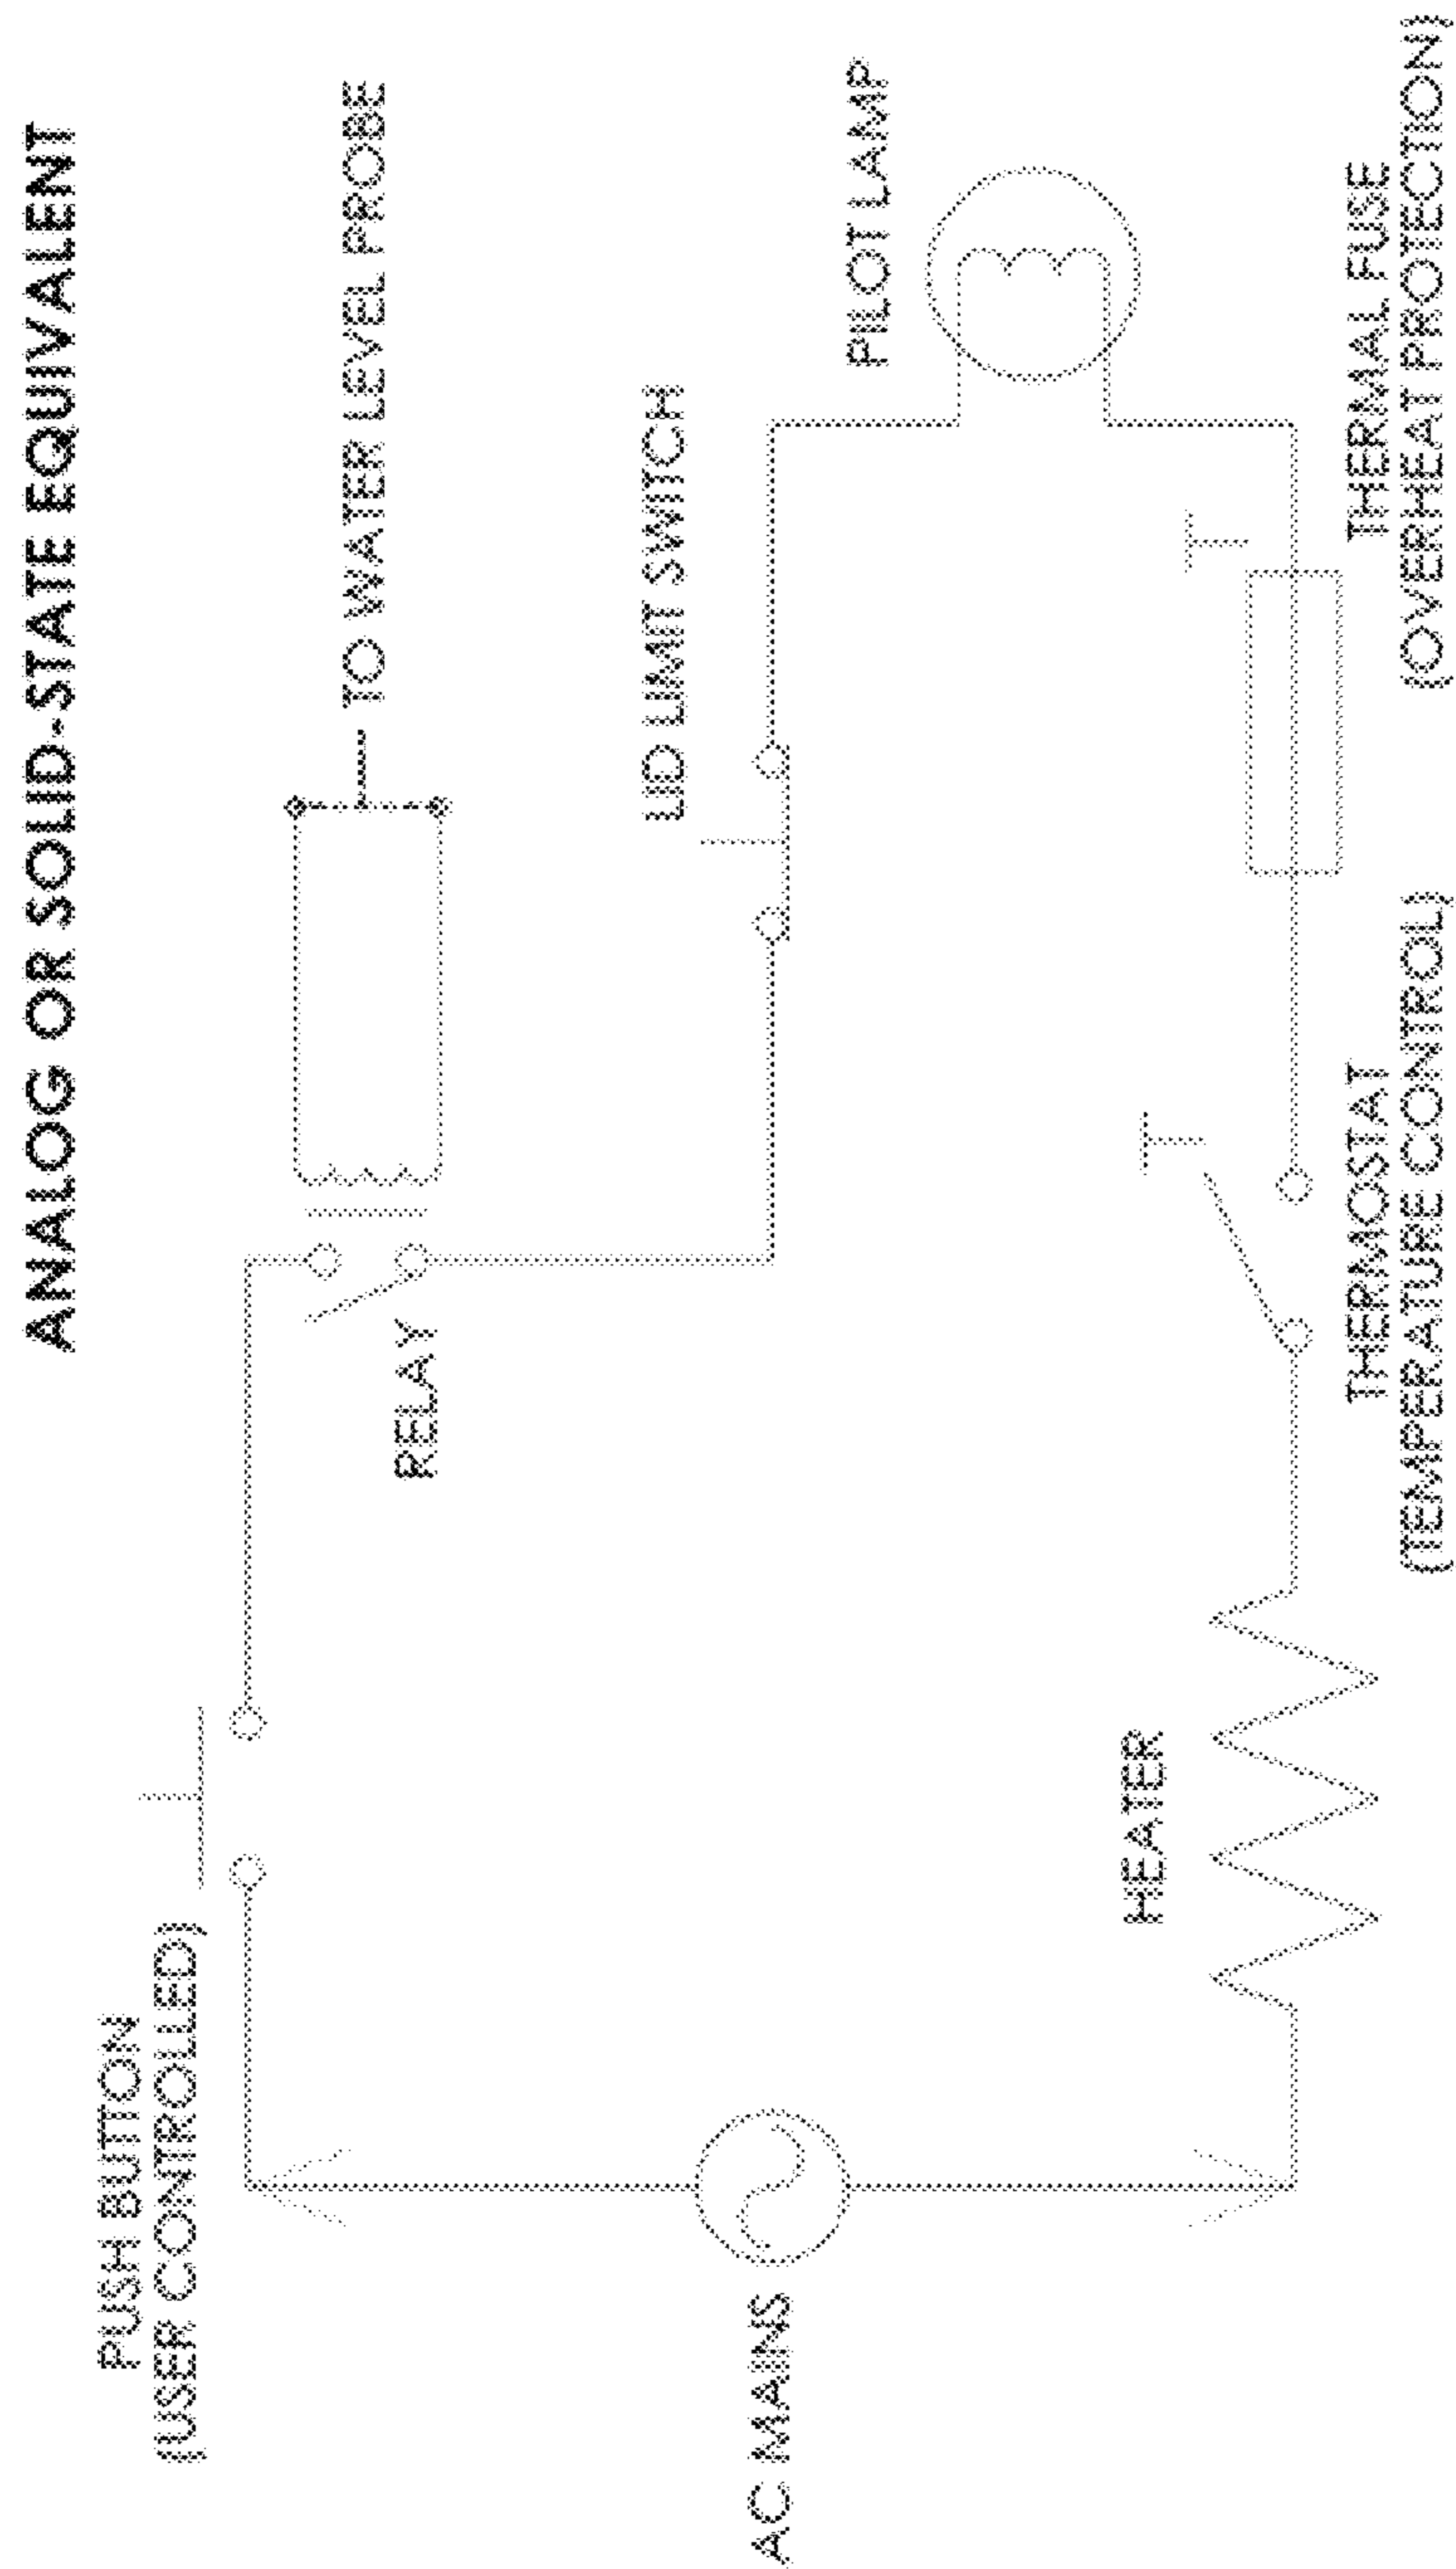 ANALOG OR SOLID-STATE EQUIVALENT
PUSH BUTTON
(USER CONTROLLED)
TO WATER LEVEL PROBE
RELAY
LID LIMIT SWITCH
AC MAINS
PILOT LAMP
HEATER
THERMOSTAT
(TEMPERATURE CONTROL)
THERMAL FUSE
(OVERHEAT PROTECTION)